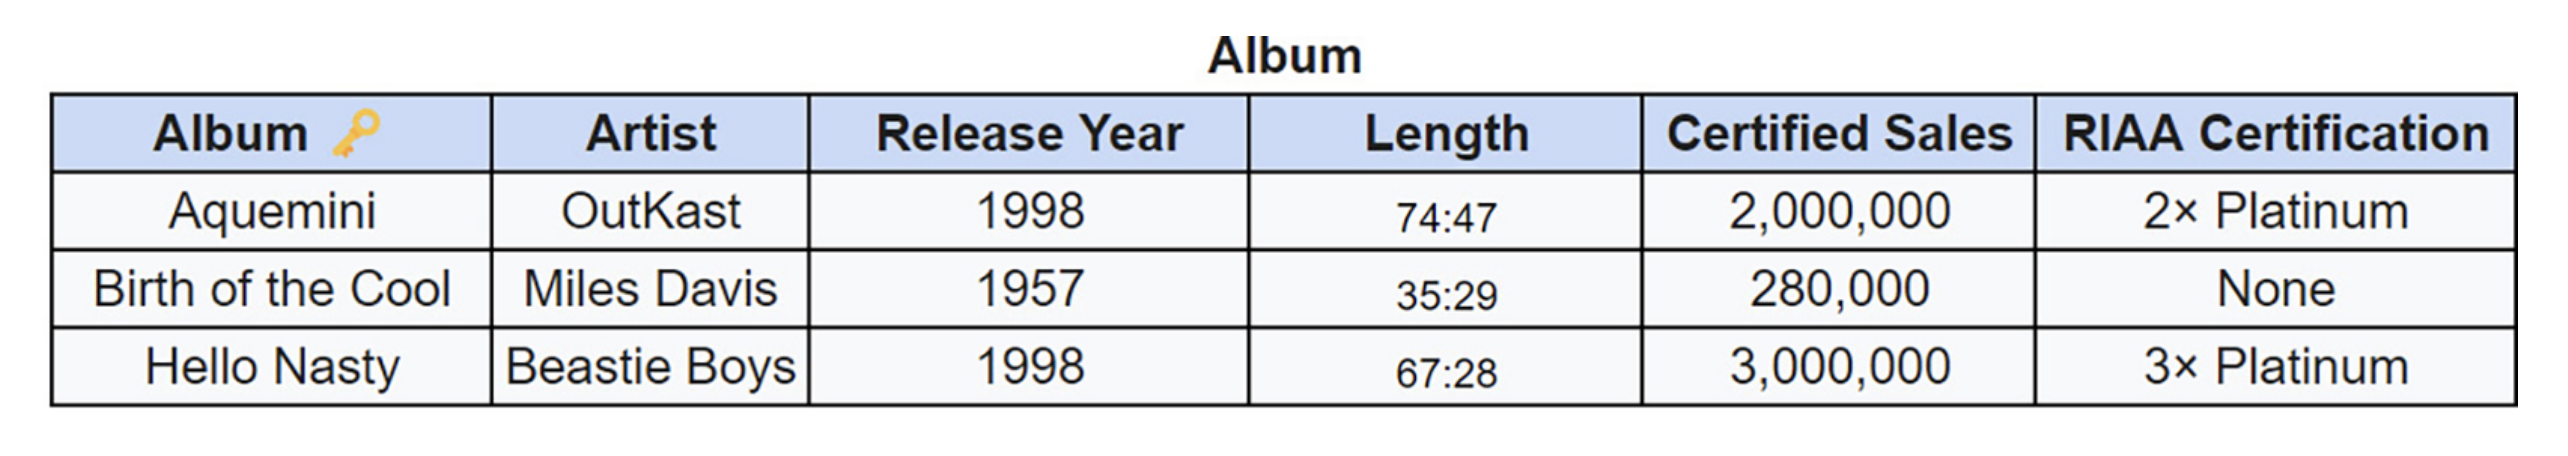 Album
Album Artist Release Year Length Certified Sales RIAA Certification
Aquemini OutKast 1998 74:47 2,000,000 2× Platinum
Birth of the Cool Miles Davis 1957 35:29 280,000 None
Hello Nasty Beastie Boys 1998 67:28 3,000,000 3× Platinum